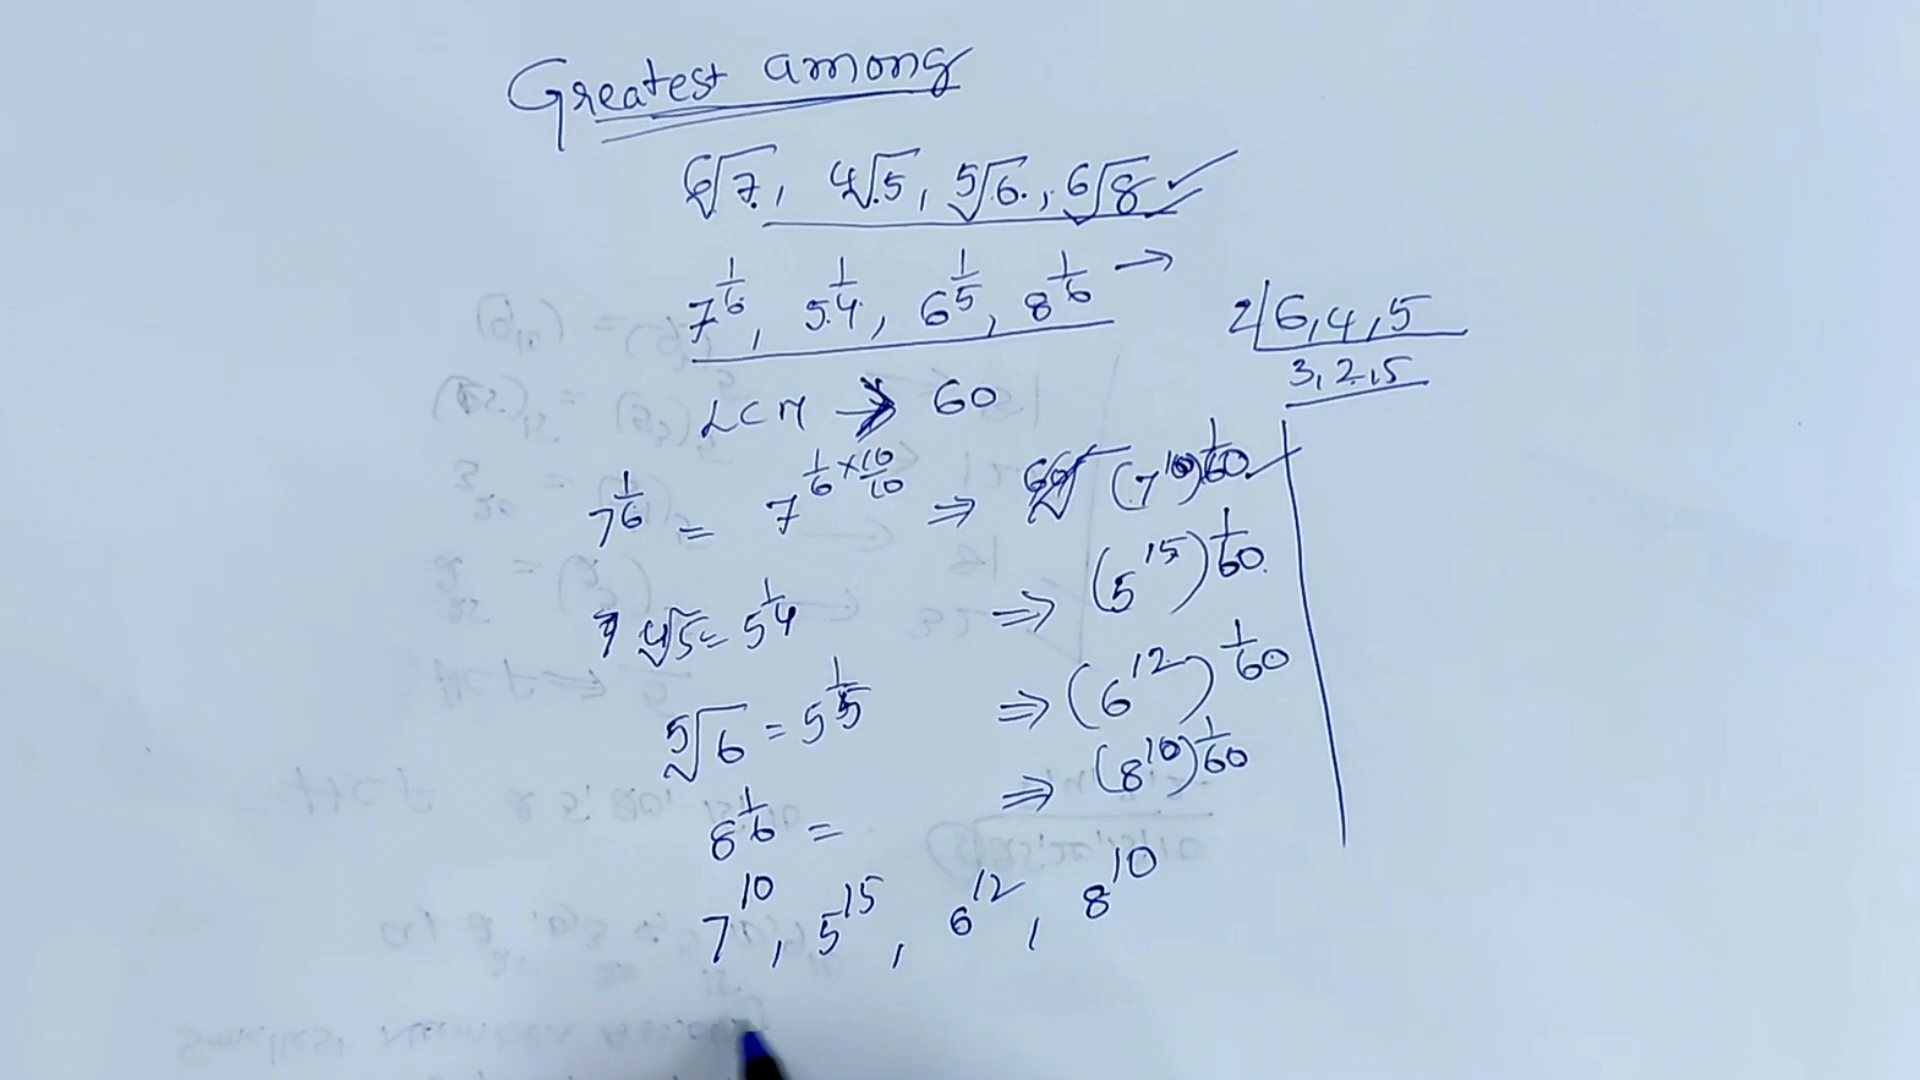 Greatest among
⁶√7, ⁴√5, ⁵√6, ⁶√8 ✓
7^(1/6), 5^(1/4), 6^(1/5), 8^(1/6) →
2 | 6, 4, 5
3, 2, 5
LCM → 60
7^(1/6) = 7^(1/6 × 10/10) ⇒ (7^10)^(1/60)
⁴√5 = 5^(1/4) ⇒ (5^15)^(1/60)
⁵√6 = 5^(1/5) ⇒ (6^12)^(1/60)
8^(1/6) = ⇒ (8^10)^(1/60)
7^10, 5^15, 6^12, 8^10